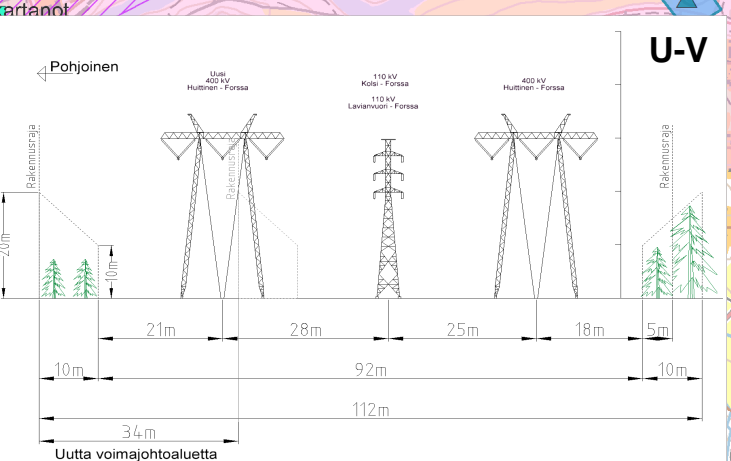 artanot
U-V
Pohjoinen
Uusi
400 kV
Huittinen - Forssa
110 kV
Kolsi - Forssa
110 kV
Lavianvuori - Forssa
400 kV
Huittinen - Forssa
Rakennusraja
Rakennusraja
Rakennusraja
20m
10m
21m
28m
25m
18m
5m
10m
92m
10m
112m
34m
Uutta voimajohtoaluetta